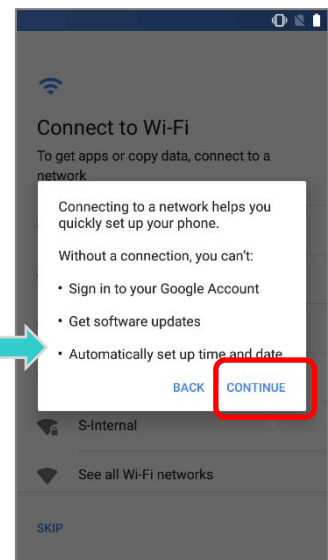 Connect to Wi-Fi
To get apps or copy data, connect to a
network
Connecting to a network helps you
quickly set up your phone.
Without a connection, you can't:
• Sign in to your Google Account
• Get software updates
• Automatically set up time and date
BACK CONTINUE
S-Internal
See all Wi-Fi networks
SKIP